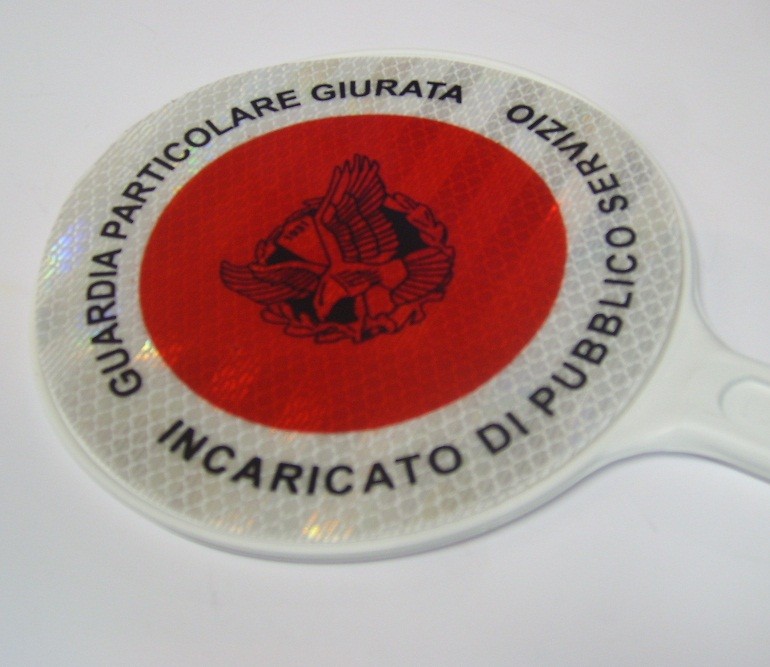 GUARDIA PARTICOLARE GIURATA
INCARICATO DI PUBBLICO SERVIZIO